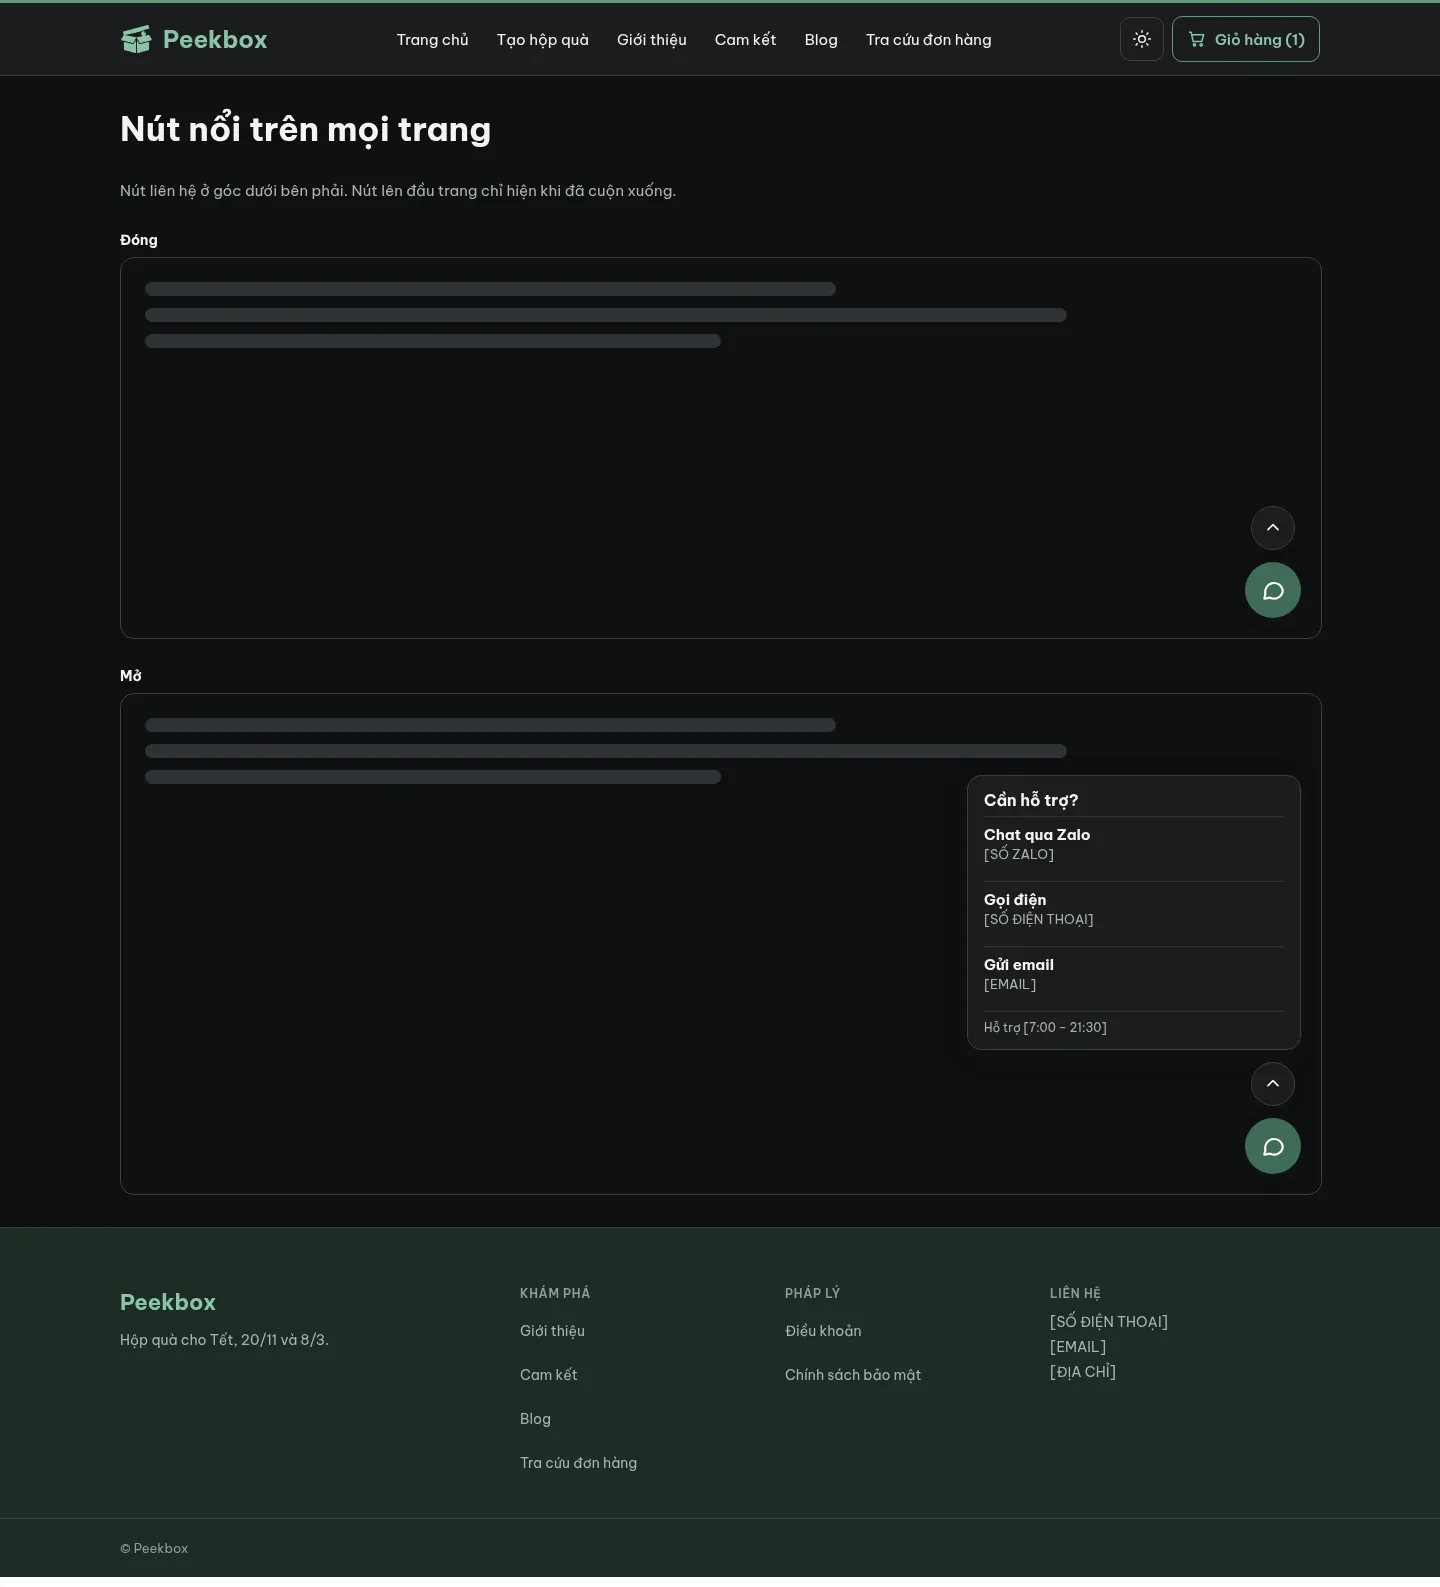 Peekbox
Trang chủ
Tạo hộp quà
Giới thiệu
Cam kết
Blog
Tra cứu đơn hàng
Giỏ hàng (1)
Nút nổi trên mọi trang
Nút liên hệ ở góc dưới bên phải. Nút lên đầu trang chỉ hiện khi đã cuộn xuống.
Đóng
Mở
Cần hỗ trợ?
Chat qua Zalo
[SỐ ZALO]
Gọi điện
[SỐ ĐIỆN THOẠI]
Gửi email
[EMAIL]
Hỗ trợ [7:00 – 21:30]
Peekbox
Hộp quà cho Tết, 20/11 và 8/3.
KHÁM PHÁ
Giới thiệu
Cam kết
Blog
Tra cứu đơn hàng
PHÁP LÝ
Điều khoản
Chính sách bảo mật
LIÊN HỆ
[SỐ ĐIỆN THOẠI]
[EMAIL]
[ĐỊA CHỈ]
© Peekbox